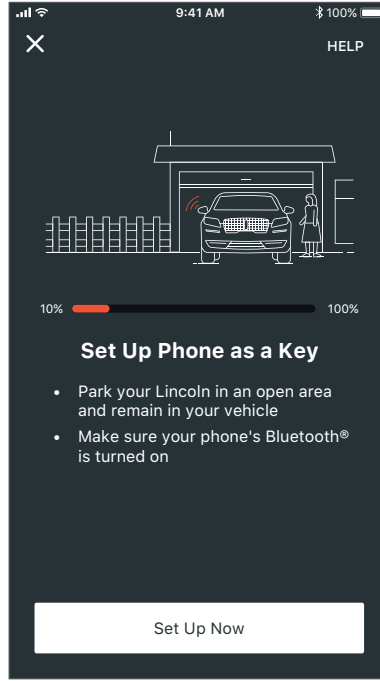 9:41 AM
100%
HELP
10%
100%
Set Up Phone as a Key
• Park your Lincoln in an open area
and remain in your vehicle
• Make sure your phone's Bluetooth®
is turned on
Set Up Now